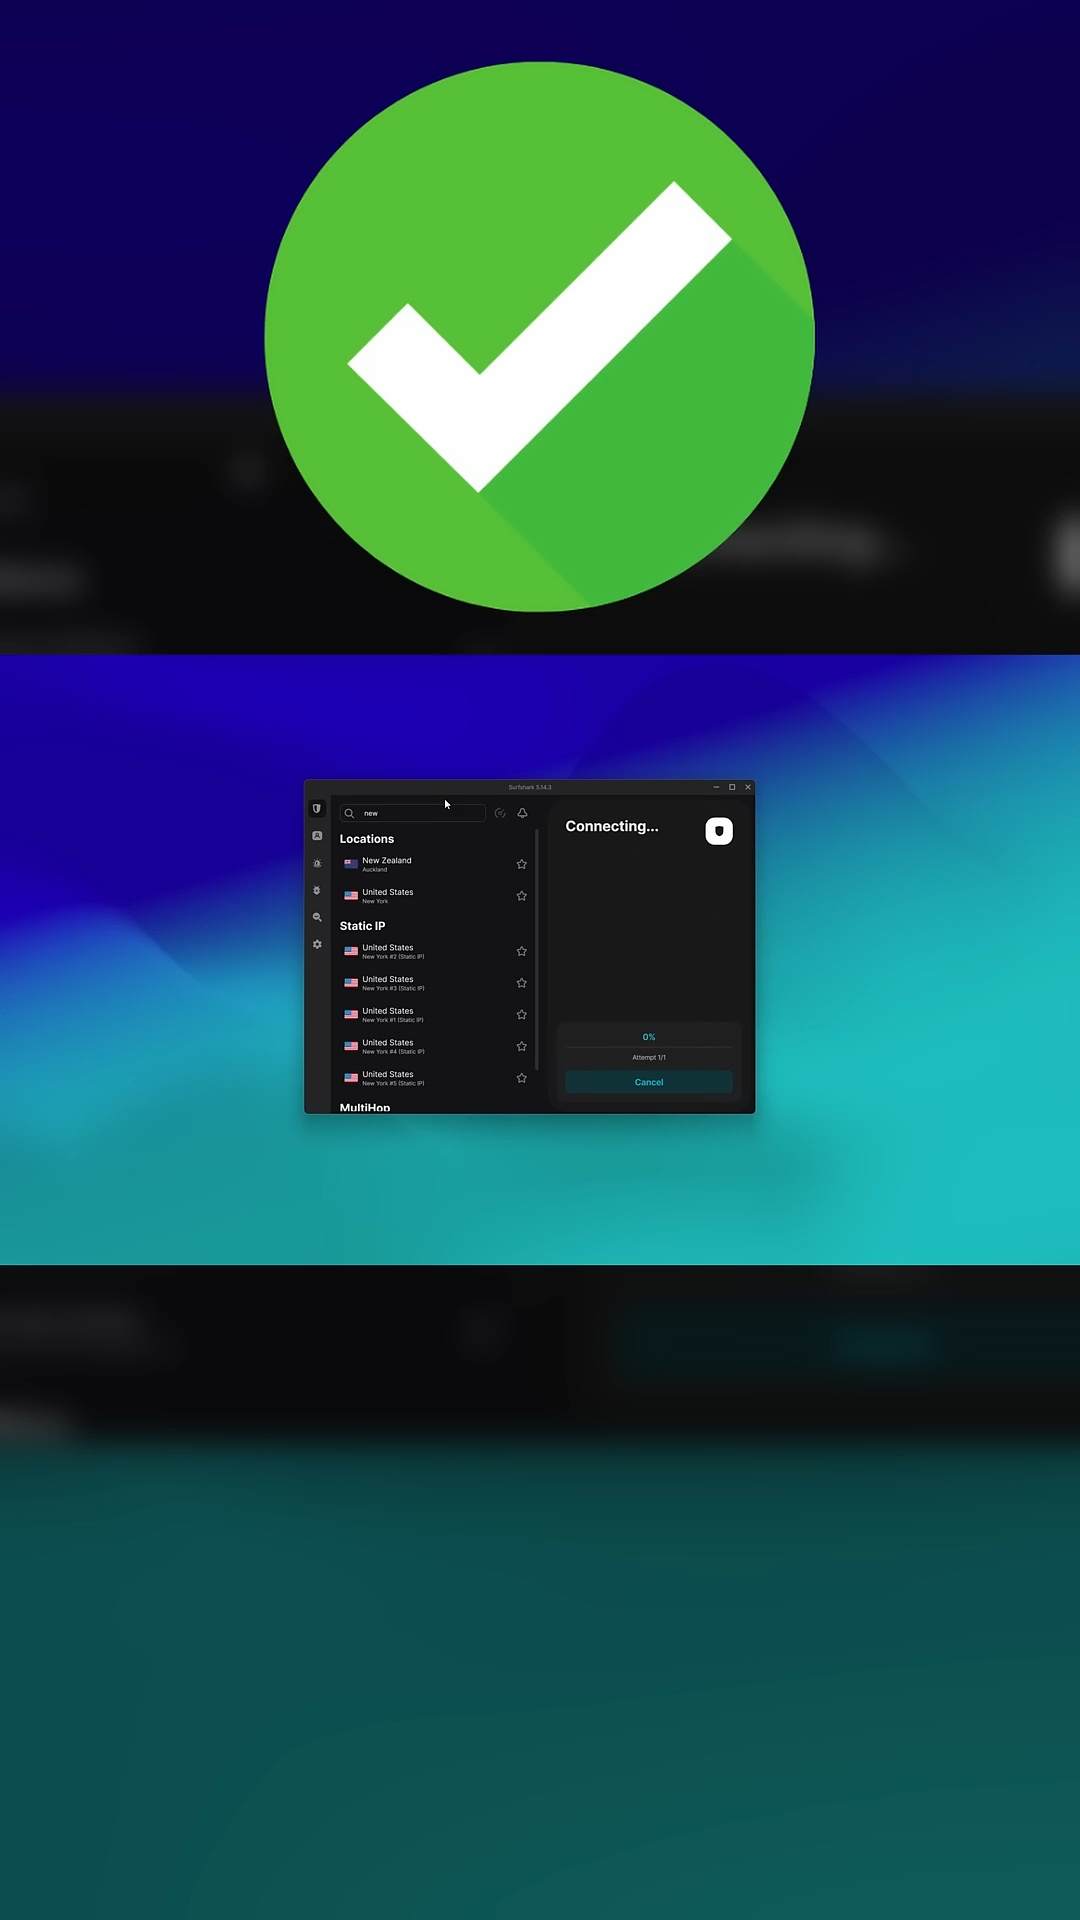 Surfshark 5.14.3
new
Locations
New Zealand
Auckland
United States
New York
Static IP
United States
New York #2 (Static IP)
United States
New York #3 (Static IP)
United States
New York #1 (Static IP)
United States
New York #4 (Static IP)
United States
New York #5 (Static IP)
MultiHop
Connecting...
0%
Attempt 1/1
Cancel